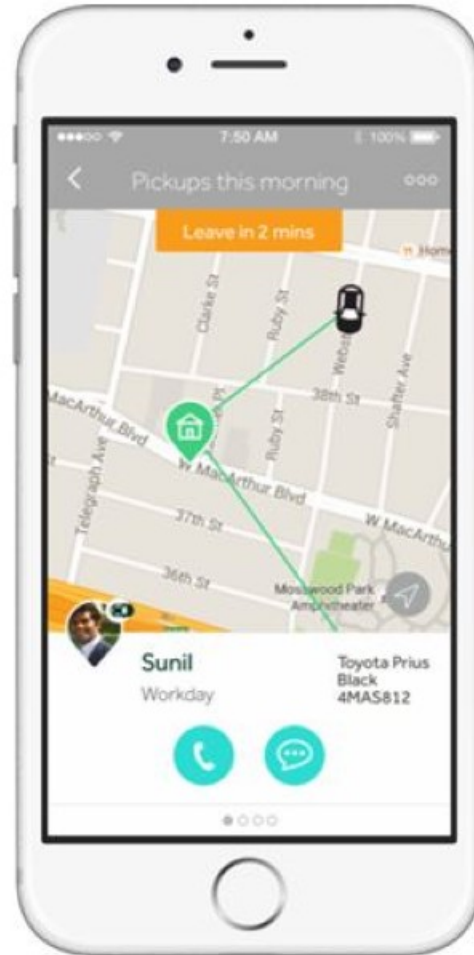 7:50 AM
100%
Pickups this morning
Leave in 2 mins
Home
Clarke St
Ruby St
Webst
Shafter Ave
38th St
MacArthur Blvd
Ruby St
Telegraph Ave
W MacArthur Blvd
37th St
W MacArthu
36th St
Mosswood Park
Amphitheater
Sunil
Workday
Toyota Prius
Black
4MAS812